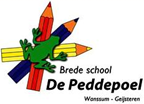 Brede school
De Peddepoel
Wanssum - Geijsteren